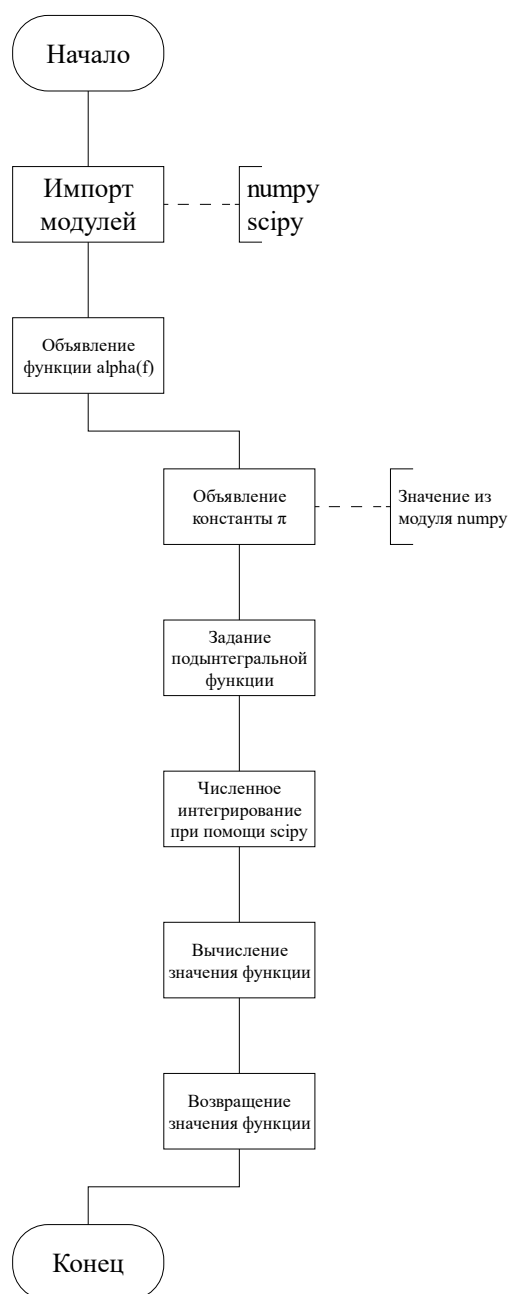 Начало
Импорт
модулей
numpy
scipy
Объявление
функции alpha(f)
Объявление
константы π
Значение из
модуля numpy
Задание
подынтегральной
функции
Численное
интегрирование
при помощи scipy
Вычисление
значения функции
Возвращение
значения функции
Конец